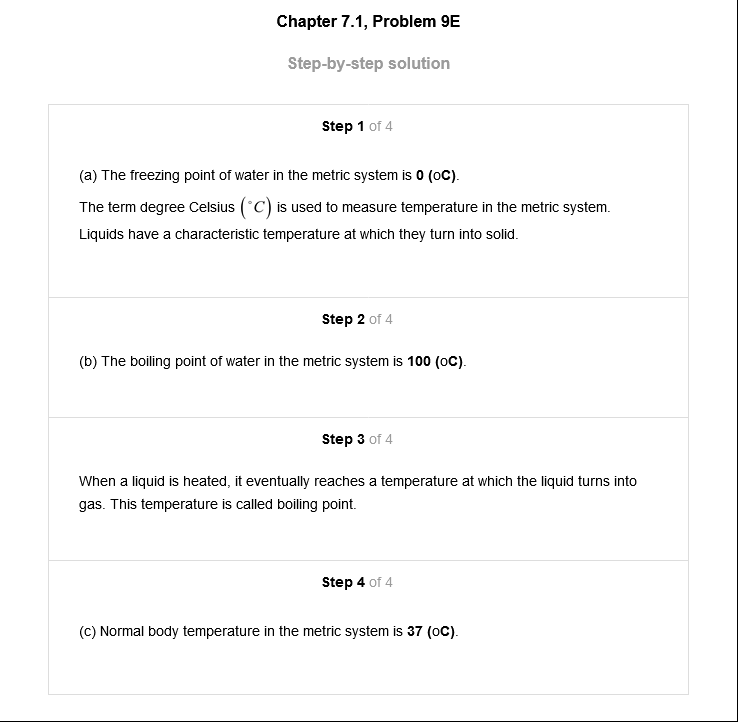 Chapter 7.1, Problem 9E
Step-by-step solution
Step 1 of 4
(a) The freezing point of water in the metric system is 0 (oC).
The term degree Celsius (°C) is used to measure temperature in the metric system.
Liquids have a characteristic temperature at which they turn into solid.
Step 2 of 4
(b) The boiling point of water in the metric system is 100 (oC).
Step 3 of 4
When a liquid is heated, it eventually reaches a temperature at which the liquid turns into
gas. This temperature is called boiling point.
Step 4 of 4
(c) Normal body temperature in the metric system is 37 (oC).